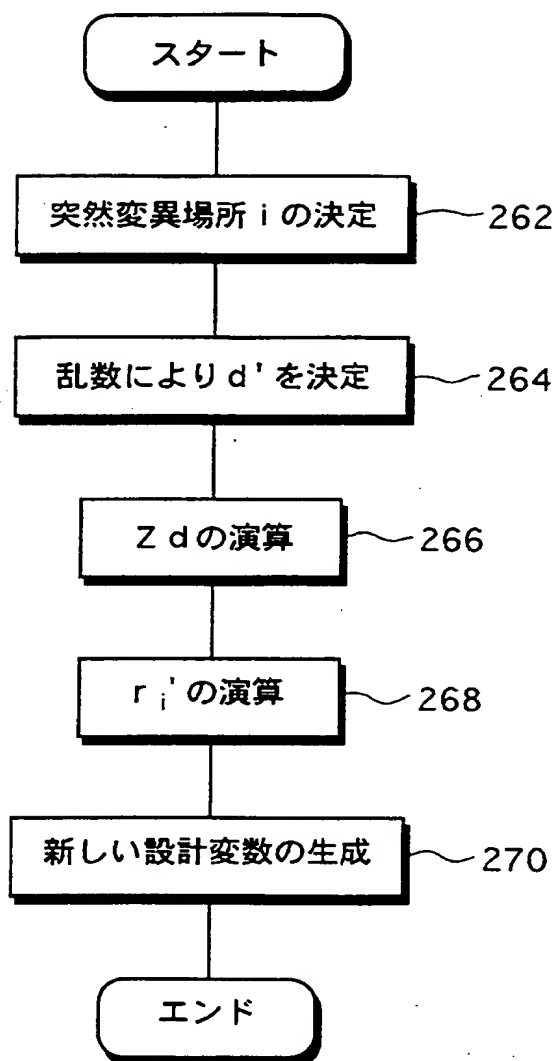 スタート
突然変異場所 i の決定
262
乱数により d' を決定
264
Z d の演算
266
r i ' の演算
268
新しい設計変数の生成
270
エンド